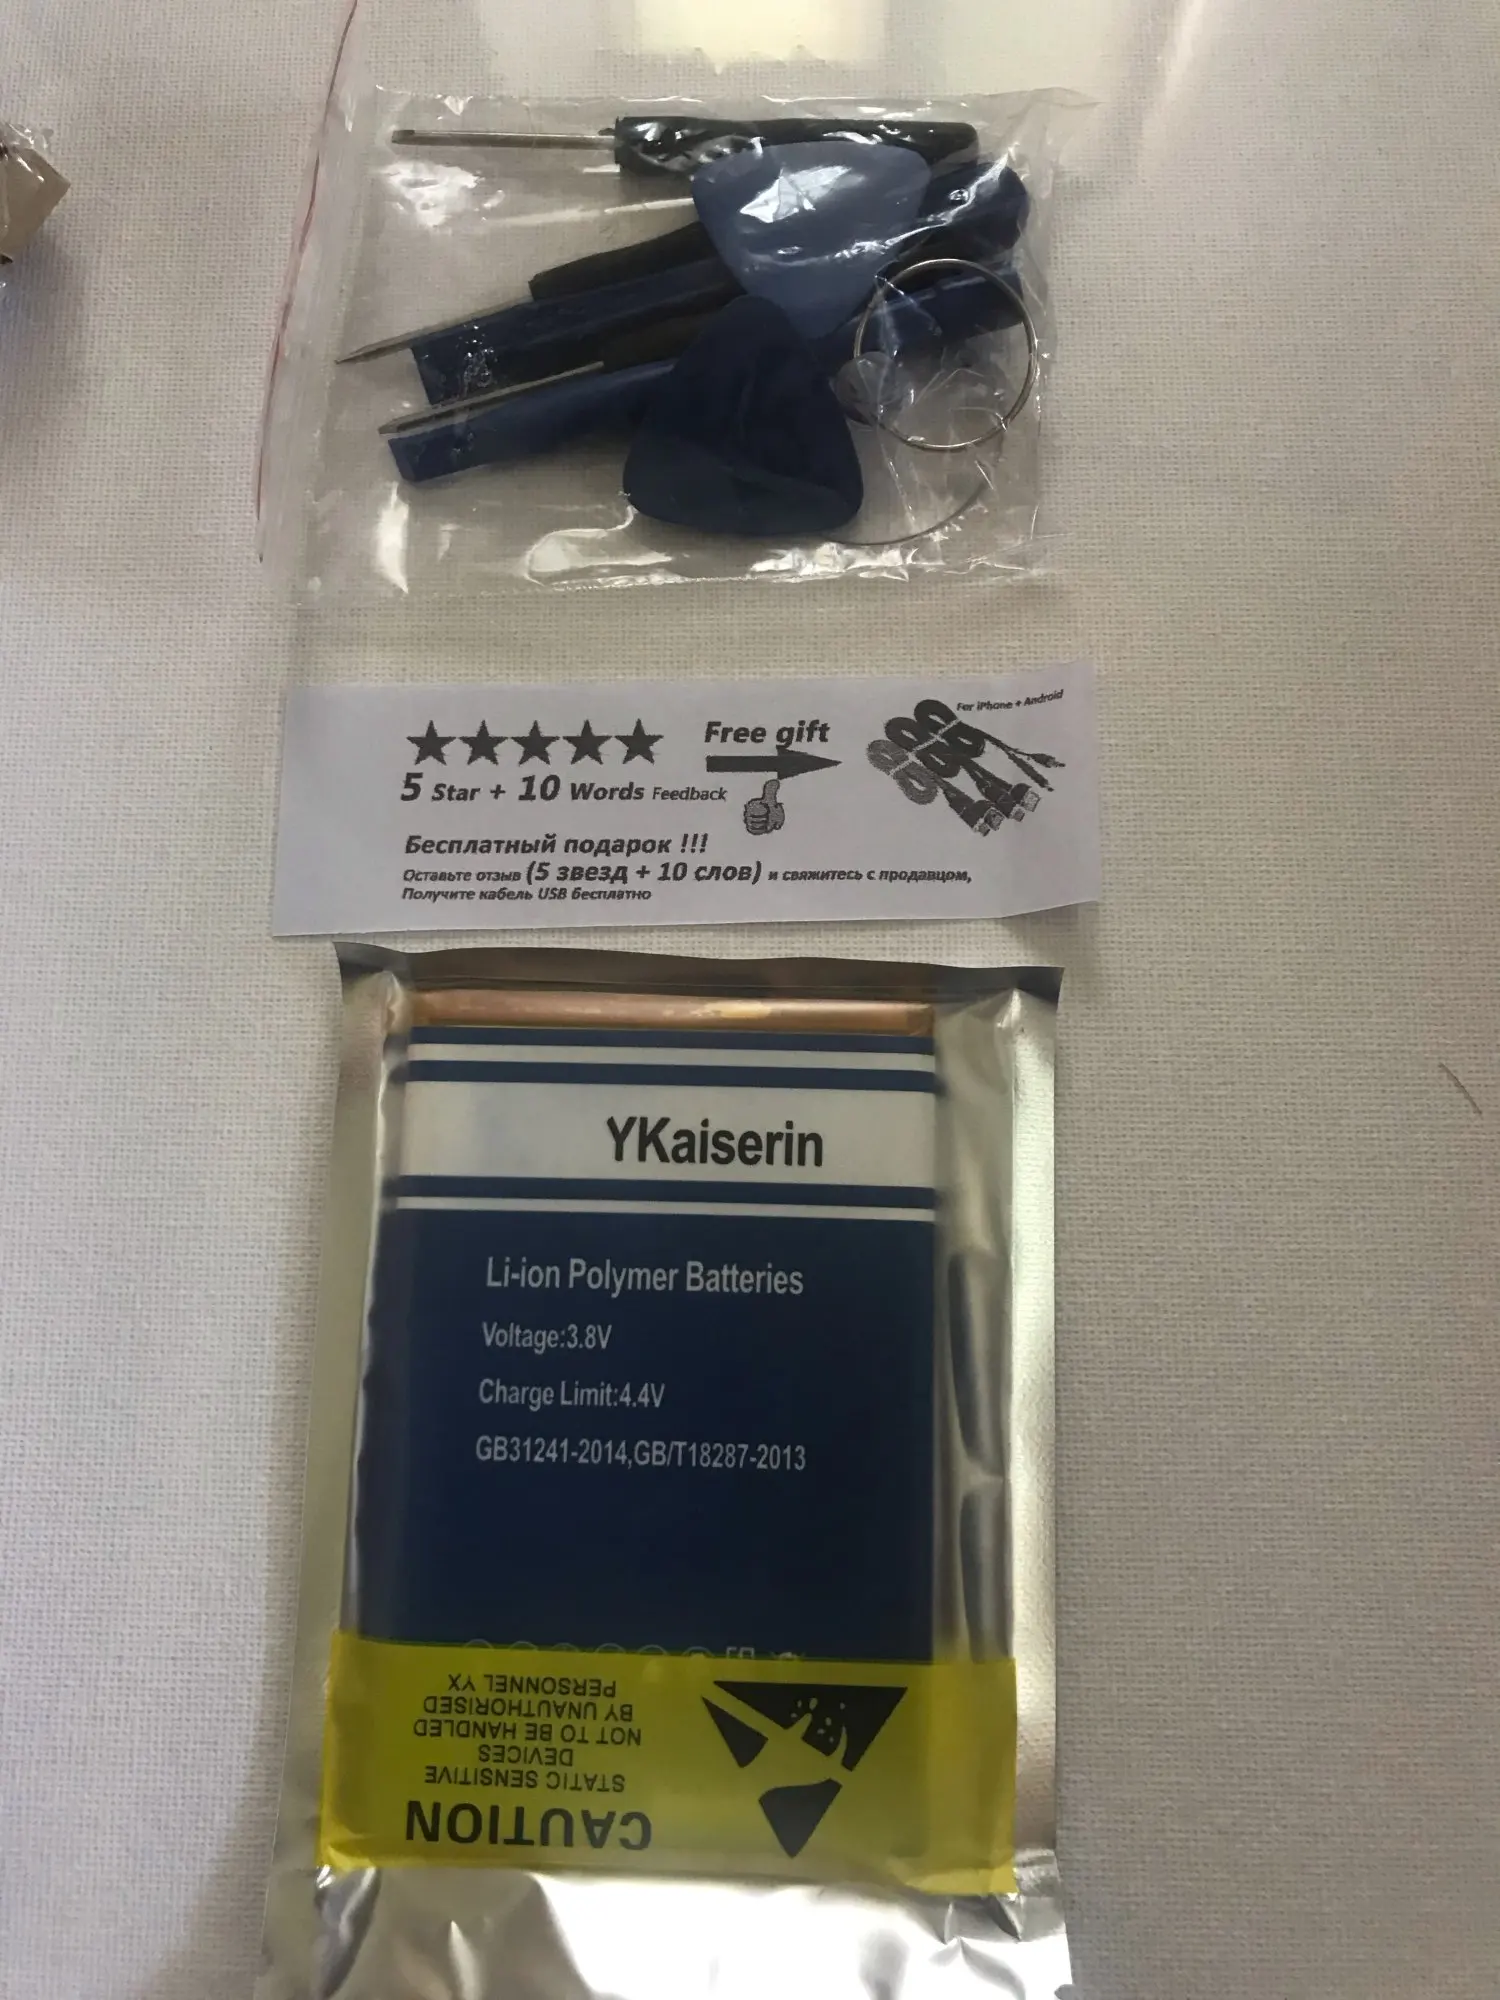 For iPhone + Android
Free gift
5 Star + 10 Words Feedback
Бесплатный подарок !!!
Оставьте отзыв (5 звезд + 10 слов) и свяжитесь с продавцом,
Получите кабель USB бесплатно
YKaiserin
Li-ion Polymer Batteries
Voltage:3.8V
Charge Limit:4.4V
GB31241-2014,GB/T18287-2013
CAUTION
STATIC SENSITIVE
DEVICES
NOT TO BE HANDLED
BY UNAUTHORISED
PERSONNEL YX